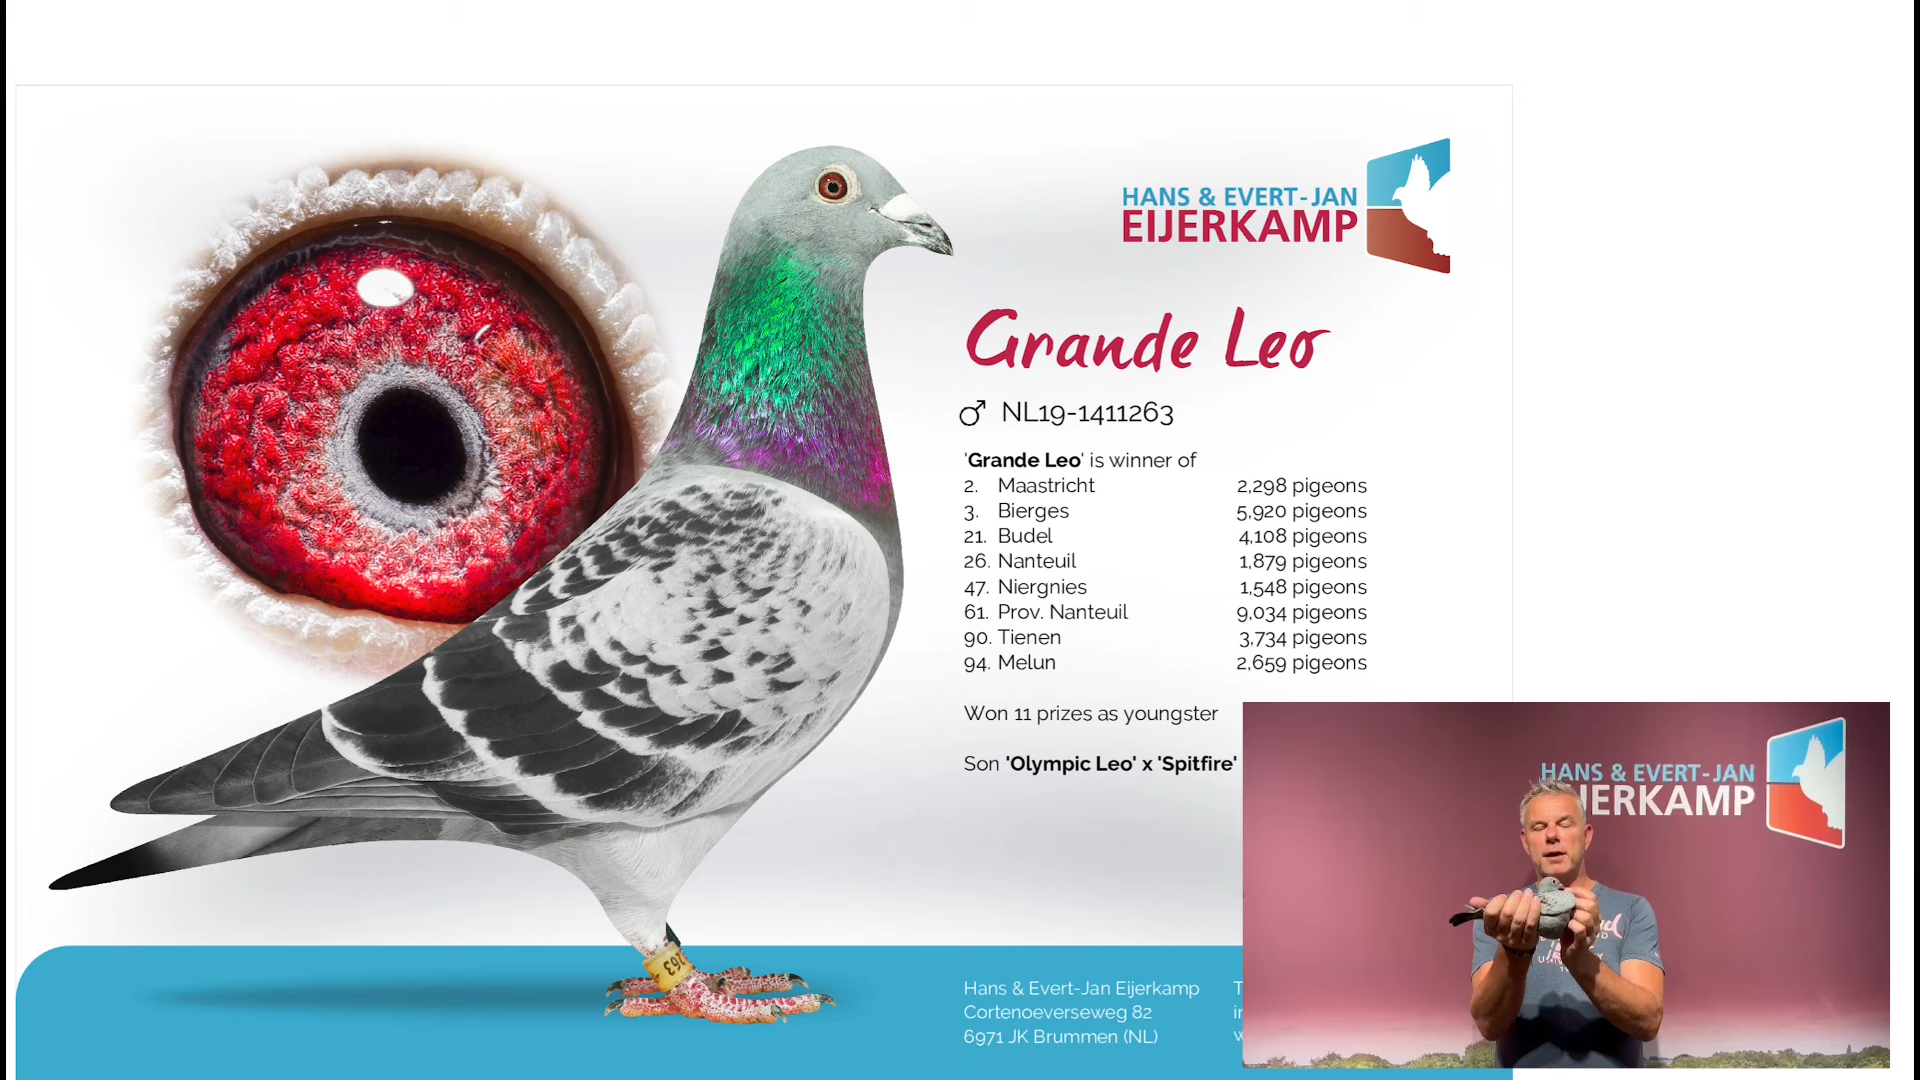 HANS & EVERT-JAN
EIJERKAMP
Grande Leo
♂ NL19-1411263
'Grande Leo' is winner of
2. Maastricht 2,298 pigeons
3. Bierges 5,920 pigeons
21. Budel 4,108 pigeons
26. Nanteuil 1,879 pigeons
47. Niergnies 1,548 pigeons
61. Prov. Nanteuil 9,034 pigeons
90. Tienen 3,734 pigeons
94. Melun 2,659 pigeons
Won 11 prizes as youngster
Son 'Olympic Leo' x 'Spitfire'
263
Hans & Evert-Jan Eijerkamp
Cortenoeverseweg 82
6971 JK Brummen (NL)
HANS & EVERT-JAN